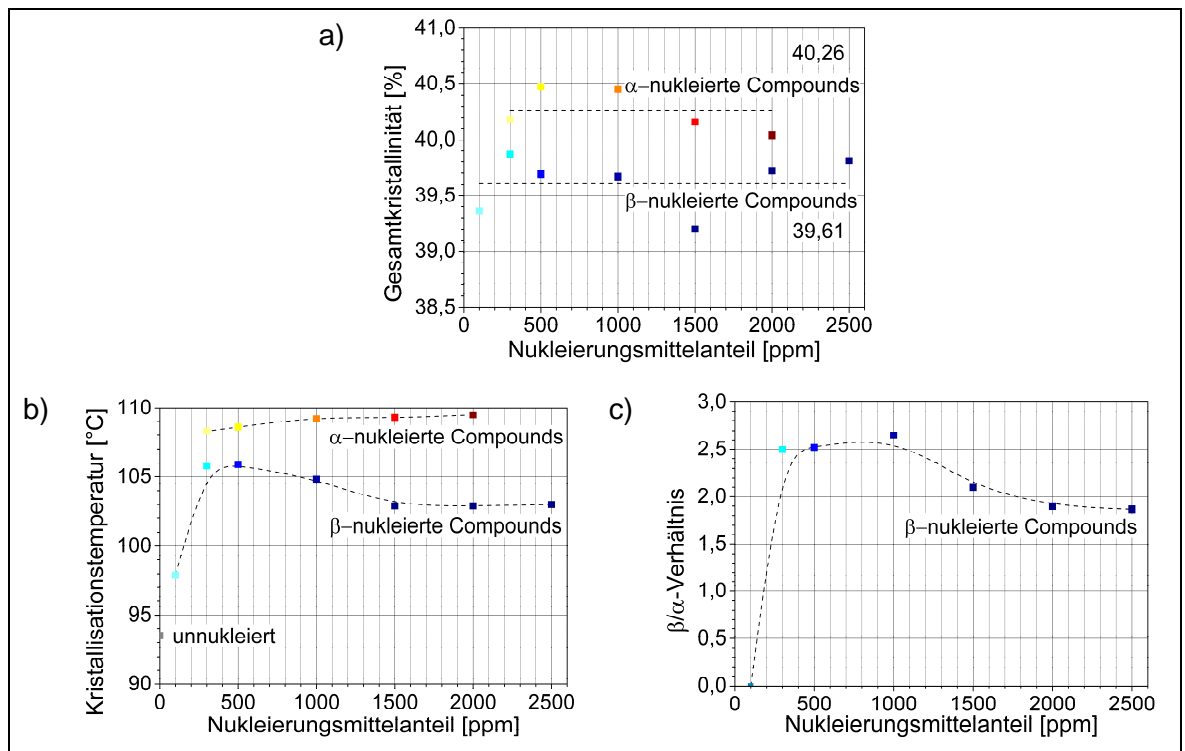 a)
Gesamtkristallinität [%]
41,0
40,5
40,0
39,5
39,0
38,5
40,26
α−nukleierte Compounds
β−nukleierte Compounds
39,61
0 500 1000 1500 2000 2500
Nukleierungsmittelanteil [ppm]
b)
Kristallisationstemperatur [°C]
110
105
100
95
90
α−nukleierte Compounds
β−nukleierte Compounds
unnukleiert
0 500 1000 1500 2000 2500
Nukleierungsmittelanteil [ppm]
c)
β/α-Verhältnis
3,0
2,5
2,0
1,5
1,0
0,5
0,0
β−nukleierte Compounds
0 500 1000 1500 2000 2500
Nukleierungsmittelanteil [ppm]